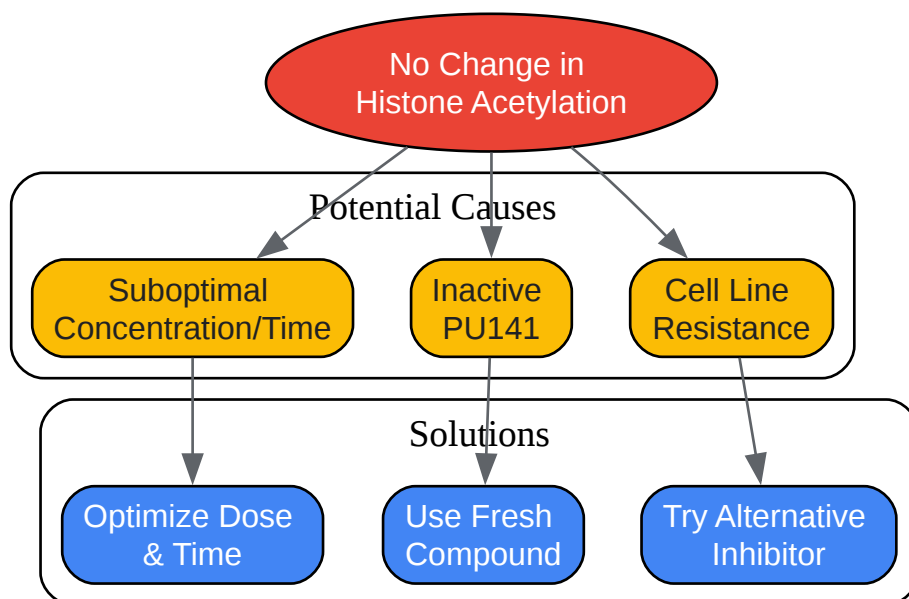 No Change in
Histone Acetylation
Potential Causes
Suboptimal
Concentration/Time
Inactive
PU141
Cell Line
Resistance
Solutions
Optimize Dose
& Time
Use Fresh
Compound
Try Alternative
Inhibitor